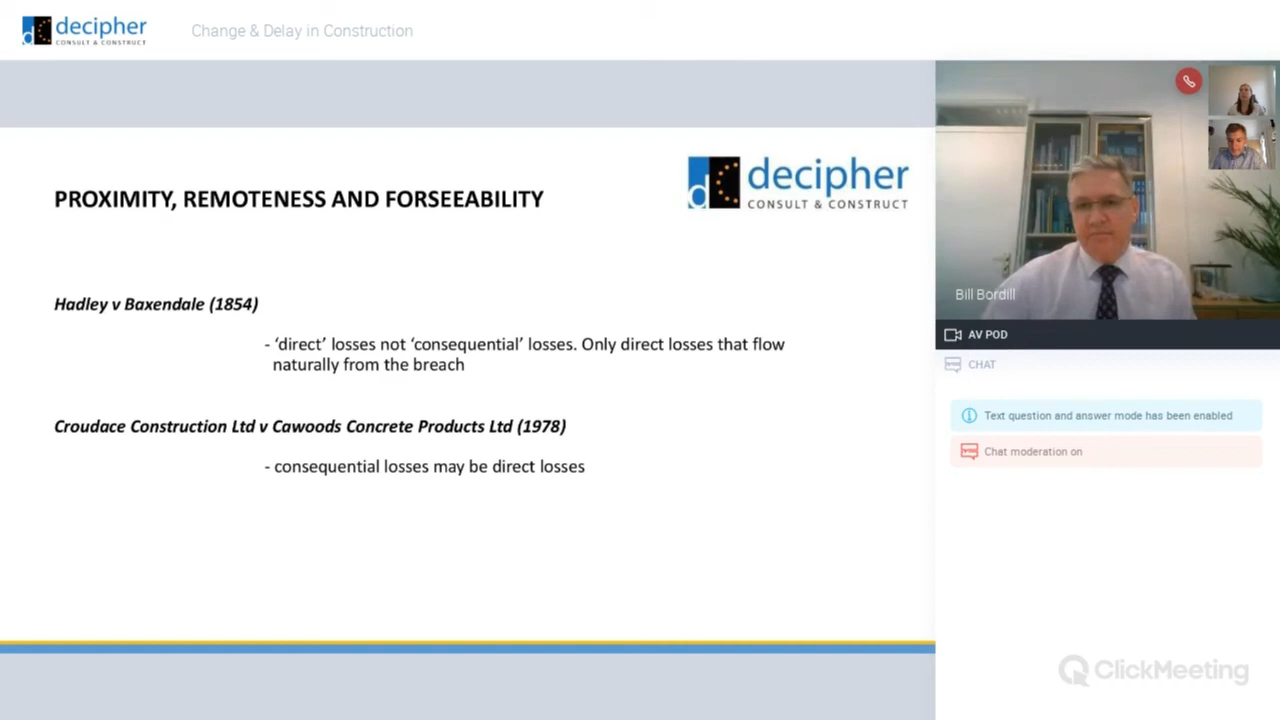 decipher
CONSULT & CONSTRUCT
Change & Delay in Construction
decipher
CONSULT & CONSTRUCT
PROXIMITY, REMOTENESS AND FORSEEABILITY
Hadley v Baxendale (1854)
- ‘direct’ losses not ‘consequential’ losses. Only direct losses that flow
naturally from the breach
Croudace Construction Ltd v Cawoods Concrete Products Ltd (1978)
- consequential losses may be direct losses
Bill Bordill
AV POD
CHAT
Text question and answer mode has been enabled
Chat moderation on
ClickMeeting